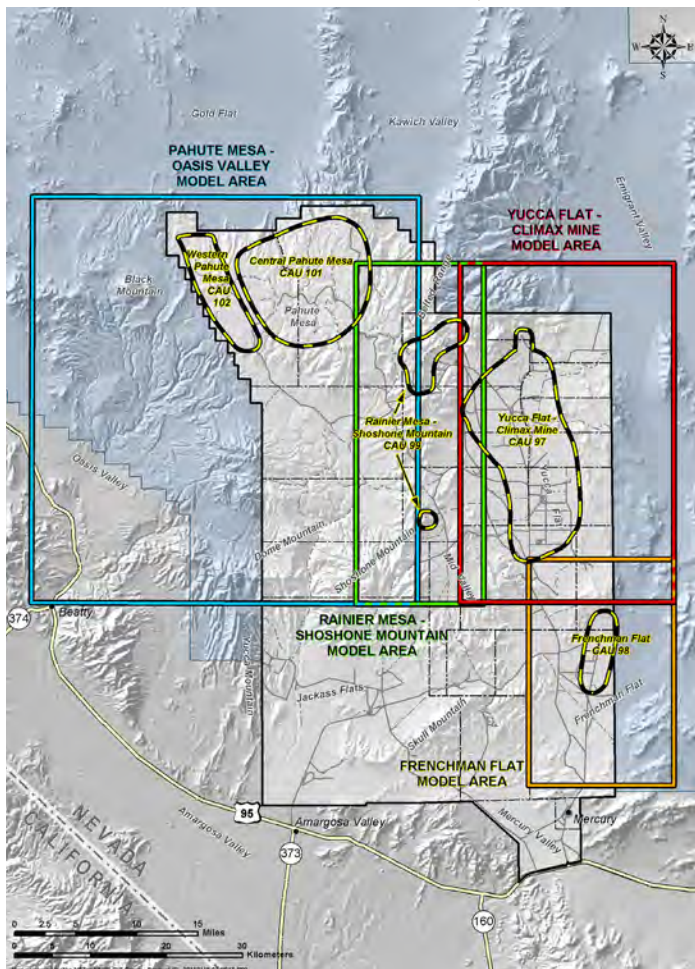 N
W E
S
Gold Flat
Kawich Valley
PAHUTE MESA -
OASIS VALLEY
MODEL AREA
Emigrant Valley
YUCCA FLAT -
CLIMAX MINE
MODEL AREA
Western
Pahute
Mesa
CAU
102
Central Pahute Mesa
CAU 101
Black
Mountain
Pahute
Mesa
Belted Range
Rainier Mesa -
Shoshone Mountain
CAU 99
Yucca Flat -
Climax Mine
CAU 97
Yucca Flat
Oasis Valley
Dome Mountain
Shoshone Mountain
Mid Valley
374
Beatty
RAINIER MESA -
SHOSHONE MOUNTAIN
MODEL AREA
Frenchman Flat
CAU 98
Yucca Mountain
Jackass Flats
Skull Mountain
Frenchman Flat
FRENCHMAN FLAT
MODEL AREA
NEVADA
CALIFORNIA
Amargosa Valley
95
Amargosa Valley
373
Mercury Valley
Mercury
160
0 2.5 5 10 15
Miles
0 5 10 20 30
Kilometers